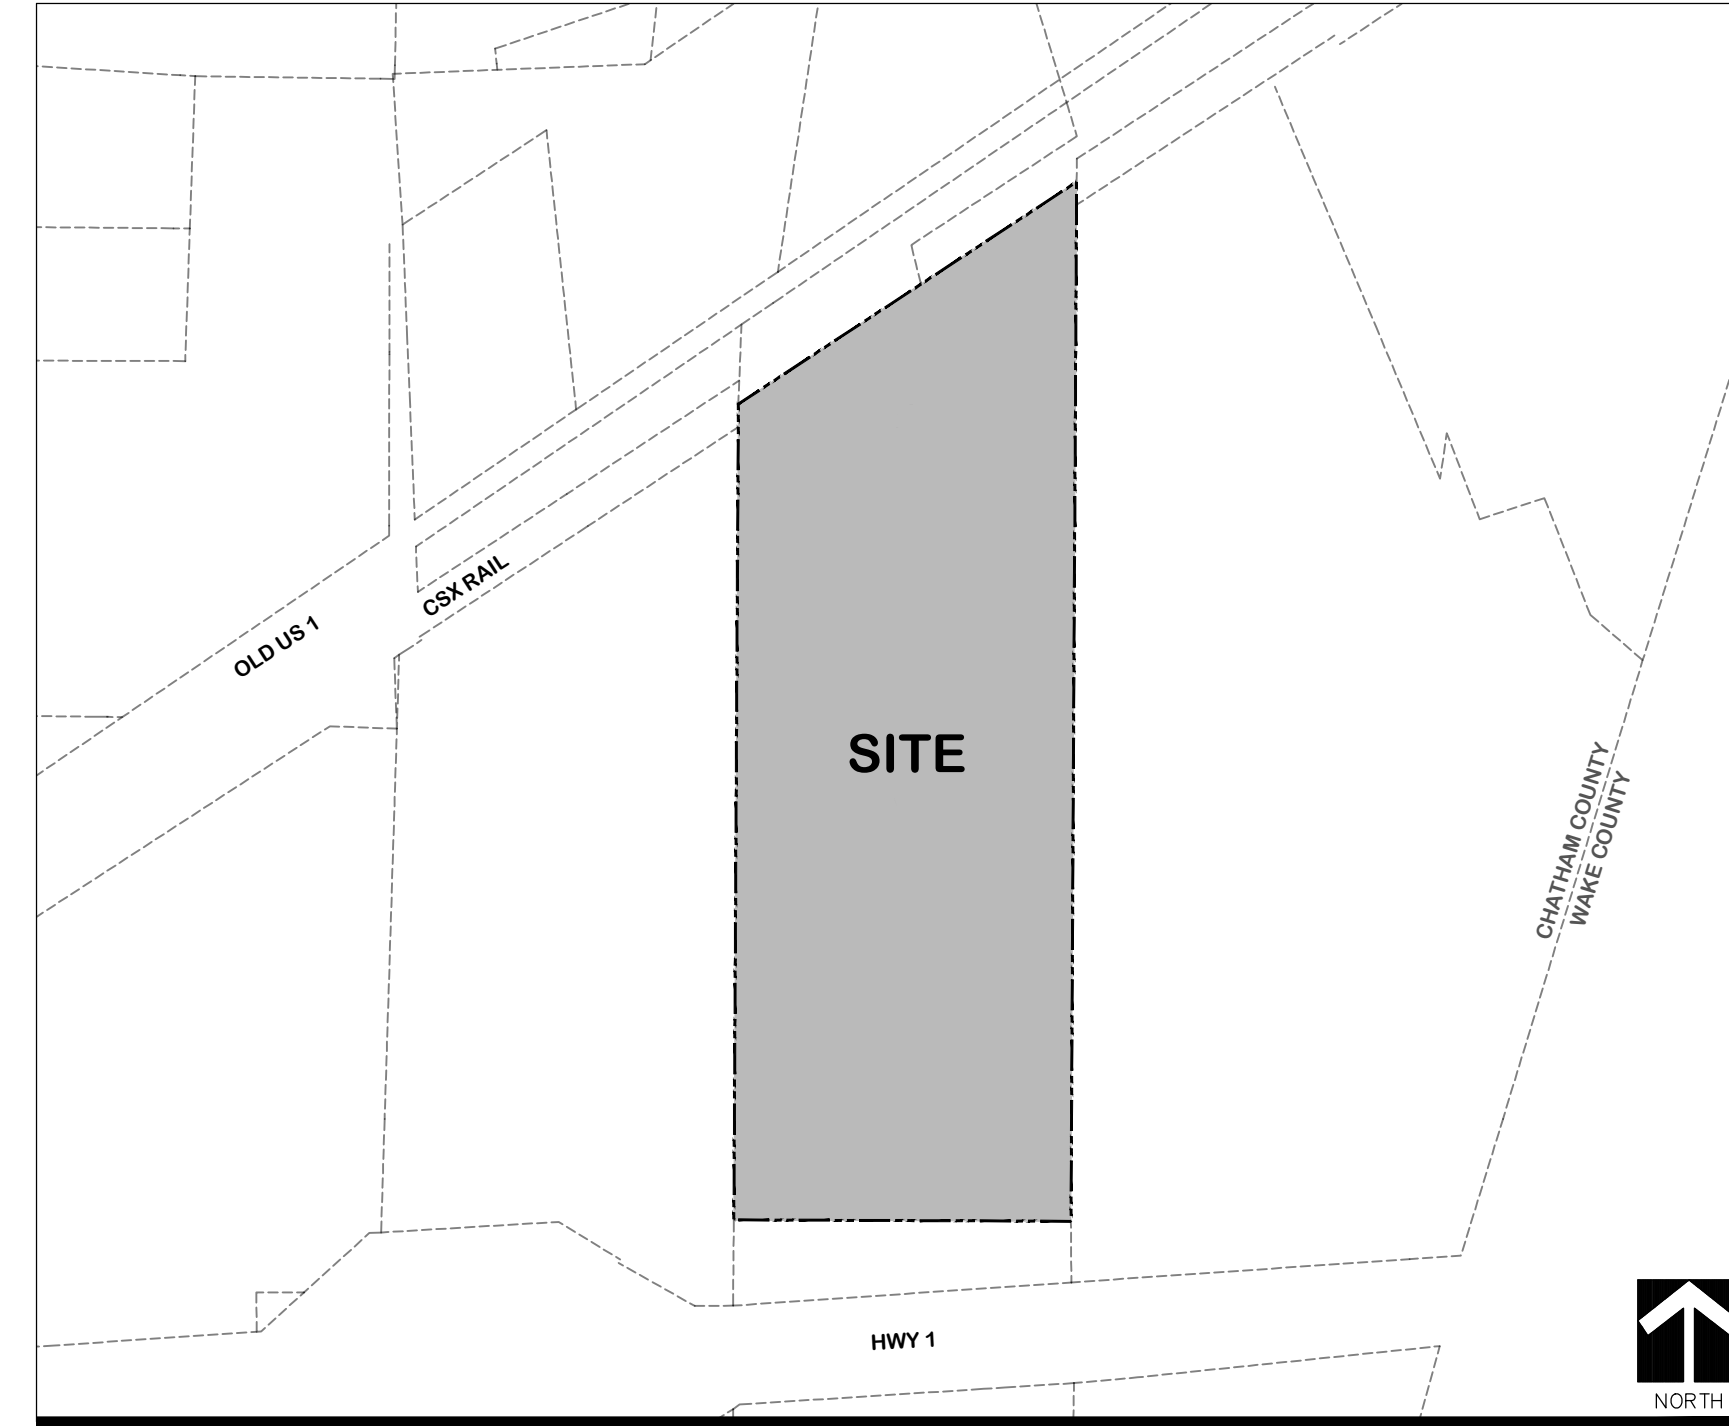 CSX RAIL
OLD US 1
SITE
CHATHAM COUNTY
WAKE COUNTY
HWY 1
NORTH